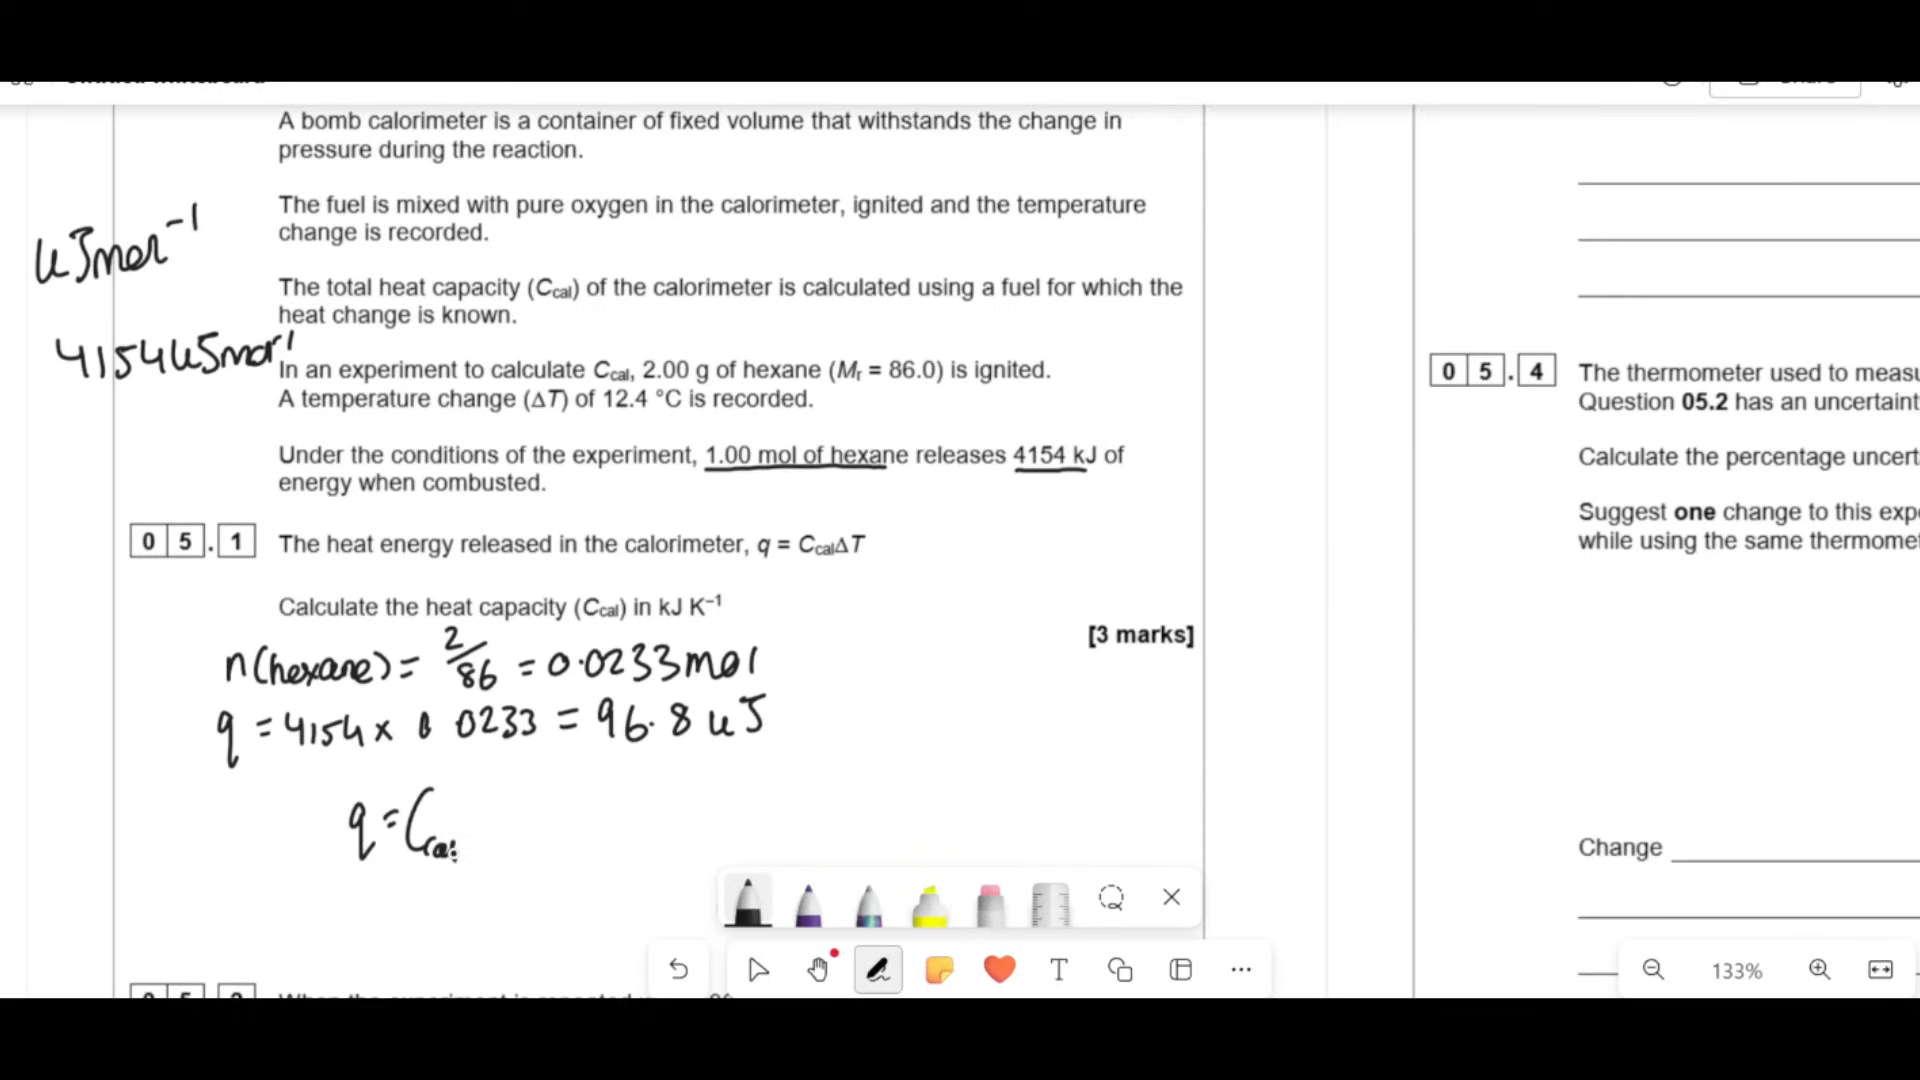 A bomb calorimeter is a container of fixed volume that withstands the change in
pressure during the reaction.
The fuel is mixed with pure oxygen in the calorimeter, ignited and the temperature
change is recorded.
kJmol⁻¹
The total heat capacity (Ccal) of the calorimeter is calculated using a fuel for which the
heat change is known.
4154kJmol⁻¹
In an experiment to calculate Ccal, 2.00 g of hexane (Mr = 86.0) is ignited.
A temperature change (ΔT) of 12.4 °C is recorded.
Under the conditions of the experiment, 1.00 mol of hexane releases 4154 kJ of
energy when combusted.
0 5 . 1 The heat energy released in the calorimeter, q = CcalΔT
Calculate the heat capacity (Ccal) in kJ K⁻¹
[3 marks]
n(hexane) = 2/86 = 0.0233mol
q = 4154 x 0.0233 = 96.8 kJ
q = Cca
0 5 . 4 The thermometer used to
Question 05.2 has an
Calculate the percentage
Suggest one change to this
while using the same
Change
133%